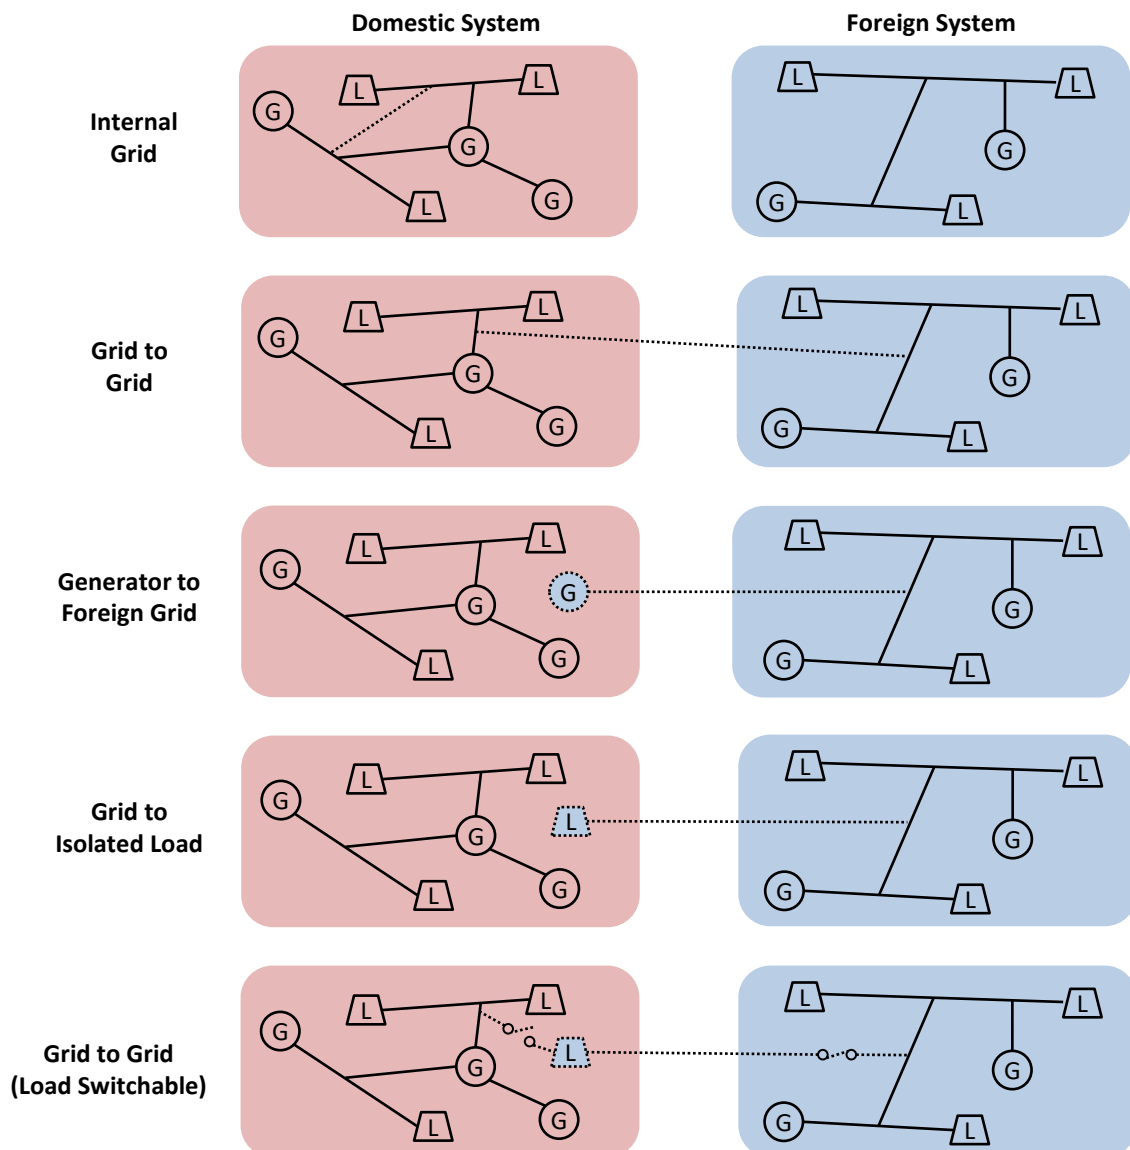 Domestic System
Foreign System
Internal
Grid
L
L
G
G
G
L
L
L
G
G
L
Grid to
Grid
L
L
G
G
G
L
L
L
G
G
L
Generator to
Foreign Grid
L
L
G
G
G
G
L
L
L
G
G
L
Grid to
Isolated Load
L
L
G
L
G
G
L
L
L
G
G
L
Grid to Grid
(Load Switchable)
L
L
G
L
G
G
L
L
L
G
G
L